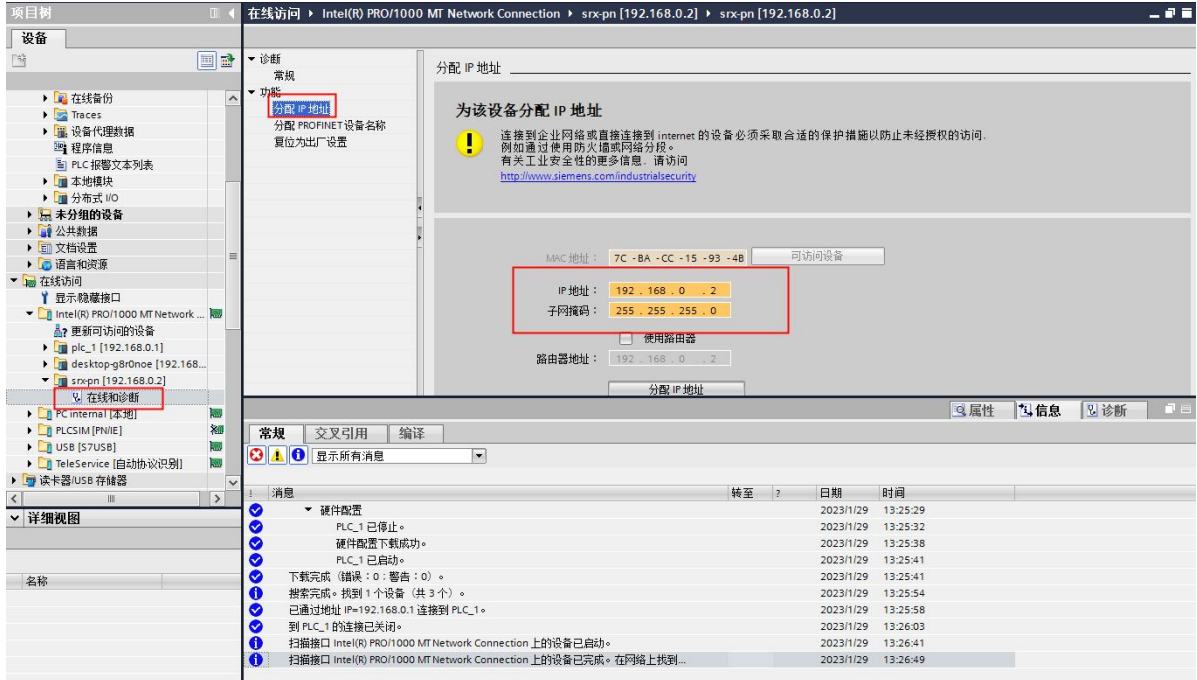 项目树
在线访问 ▸ Intel(R) PRO/1000 MT Network Connection ▸ srx-pn [192.168.0.2] ▸ srx-pn [192.168.0.2]
设备
在线备份
Traces
设备代理数据
程序信息
PLC 报警文本列表
本地模块
分布式 I/O
未分组的设备
公共数据
文档设置
语言和资源
在线访问
显示/隐藏接口
Intel(R) PRO/1000 MT Network ...
更新可访问的设备
plc_1 [192.168.0.1]
desktop-g8r0noe [192.168...
srx-pn [192.168.0.2]
在线和诊断
PC internal [本地]
PLCSIM [PN/IE]
USB [S7USB]
TeleService [自动协议识别]
读卡器/USB 存储器
详细视图
名称
诊断
常规
功能
分配 IP 地址
分配 PROFINET 设备名称
复位为出厂设置
分配 IP 地址
为该设备分配 IP 地址
连接到企业网络或直接连接到 internet 的设备必须采取合适的保护措施以防止未经授权的访问.
例如通过使用防火墙或网络分段。
有关工业安全性的更多信息, 请访问
http://www.siemens.com/industrialsecurity
MAC 地址： 7C -BA -CC -15 -93 -4B 可访问设备
IP 地址： 192 . 168 . 0 . 2
子网掩码： 255 . 255 . 255 . 0
使用路由器
路由器地址： 192 . 168 . 0 . 2
分配 IP 地址
属性 信息 诊断
常规 交叉引用 编译
显示所有消息
! 消息 转至 ? 日期 时间
硬件配置 2023/1/29 13:25:29
PLC_1 已停止。 2023/1/29 13:25:32
硬件配置下载成功。 2023/1/29 13:25:38
PLC_1 已启动。 2023/1/29 13:25:41
下载完成（错误：0；警告：0）。 2023/1/29 13:25:41
搜索完成。找到 1 个设备（共 3 个）。 2023/1/29 13:25:54
已通过地址 IP=192.168.0.1 连接到 PLC_1。 2023/1/29 13:25:58
到 PLC_1 的连接已关闭。 2023/1/29 13:26:03
扫描接口 Intel(R) PRO/1000 MT Network Connection 上的设备已启动。 2023/1/29 13:26:41
扫描接口 Intel(R) PRO/1000 MT Network Connection 上的设备已完成。在网络上找到... 2023/1/29 13:26:49